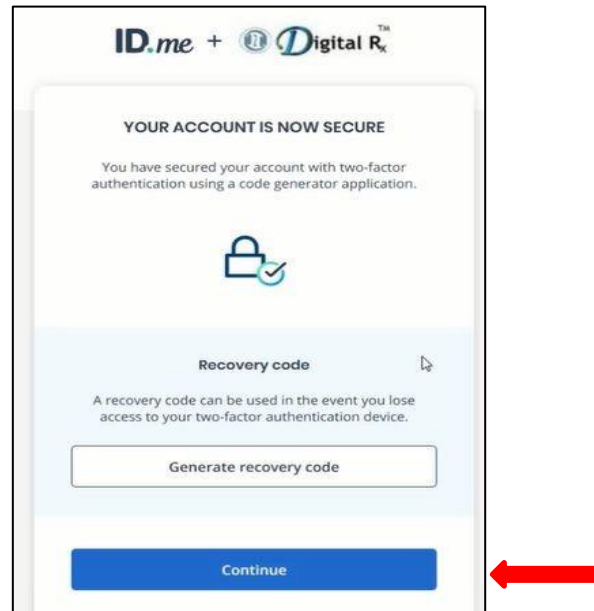 ID.me + Digital Rx™
YOUR ACCOUNT IS NOW SECURE
You have secured your account with two-factor
authentication using a code generator application.
Recovery code
A recovery code can be used in the event you lose
access to your two-factor authentication device.
Generate recovery code
Continue